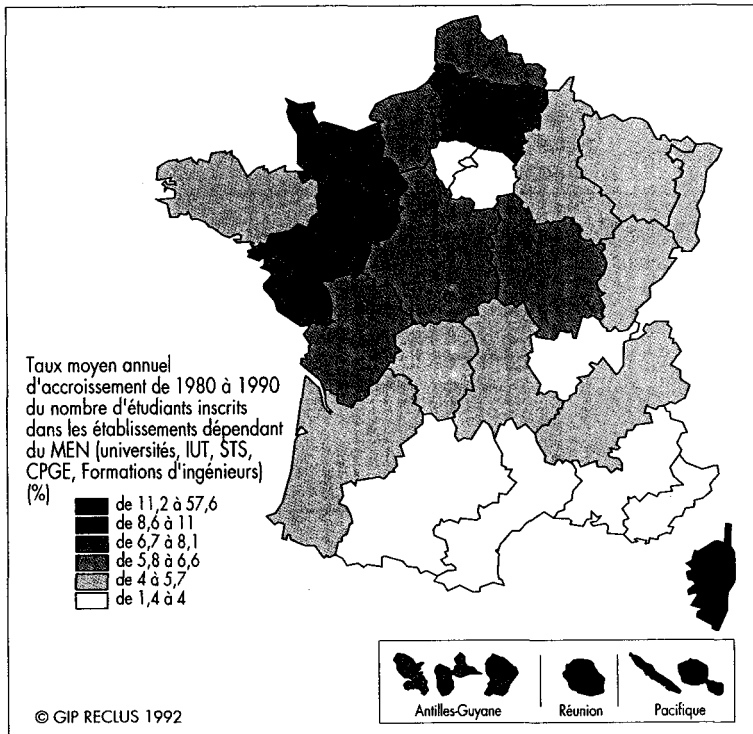 Taux moyen annuel
d'accroissement de 1980 à 1990
du nombre d'étudiants inscrits
dans les établissements dépendant
du MEN (universités, IUT, STS,
CPGE, Formations d'ingénieurs)
(%)
de 11,2 à 57,6
de 8,6 à 11
de 6,7 à 8,1
de 5,8 à 6,6
de 4 à 5,7
de 1,4 à 4
Antilles-Guyane
Réunion
Pacifique
© GIP RECLUS 1992